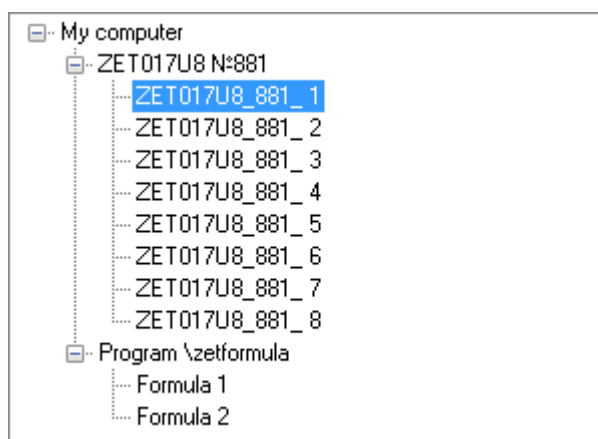 My computer
ZET017U8 №881
ZET017U8_881_ 1
ZET017U8_881_ 2
ZET017U8_881_ 3
ZET017U8_881_ 4
ZET017U8_881_ 5
ZET017U8_881_ 6
ZET017U8_881_ 7
ZET017U8_881_ 8
Program \zetformula
Formula 1
Formula 2